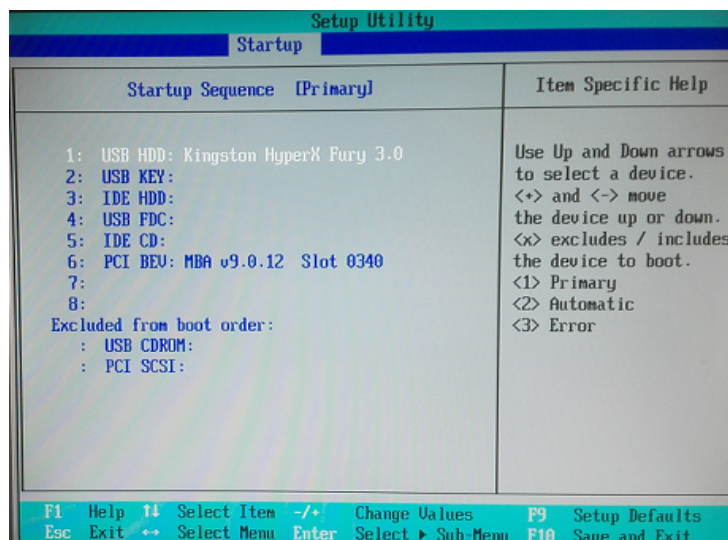 Setup Utility
Startup
Startup Sequence [Primary]
Item Specific Help
1: USB HDD: Kingston HyperX Fury 3.0
2: USB KEY:
3: IDE HDD:
4: USB FDC:
5: IDE CD:
6: PCI BEV: MBA v9.0.12 Slot 0340
7:
8:
Excluded from boot order:
: USB CDROM:
: PCI SCSI:
Use Up and Down arrows
to select a device.
<+> and <-> move
the device up or down.
<x> excludes / includes
the device to boot.
<1> Primary
<2> Automatic
<3> Error
F1 Help ↑↓ Select Item -/+ Change Values F9 Setup Defaults
Esc Exit ↔ Select Menu Enter Select ▶ Sub-Menu F10 Save and Exit